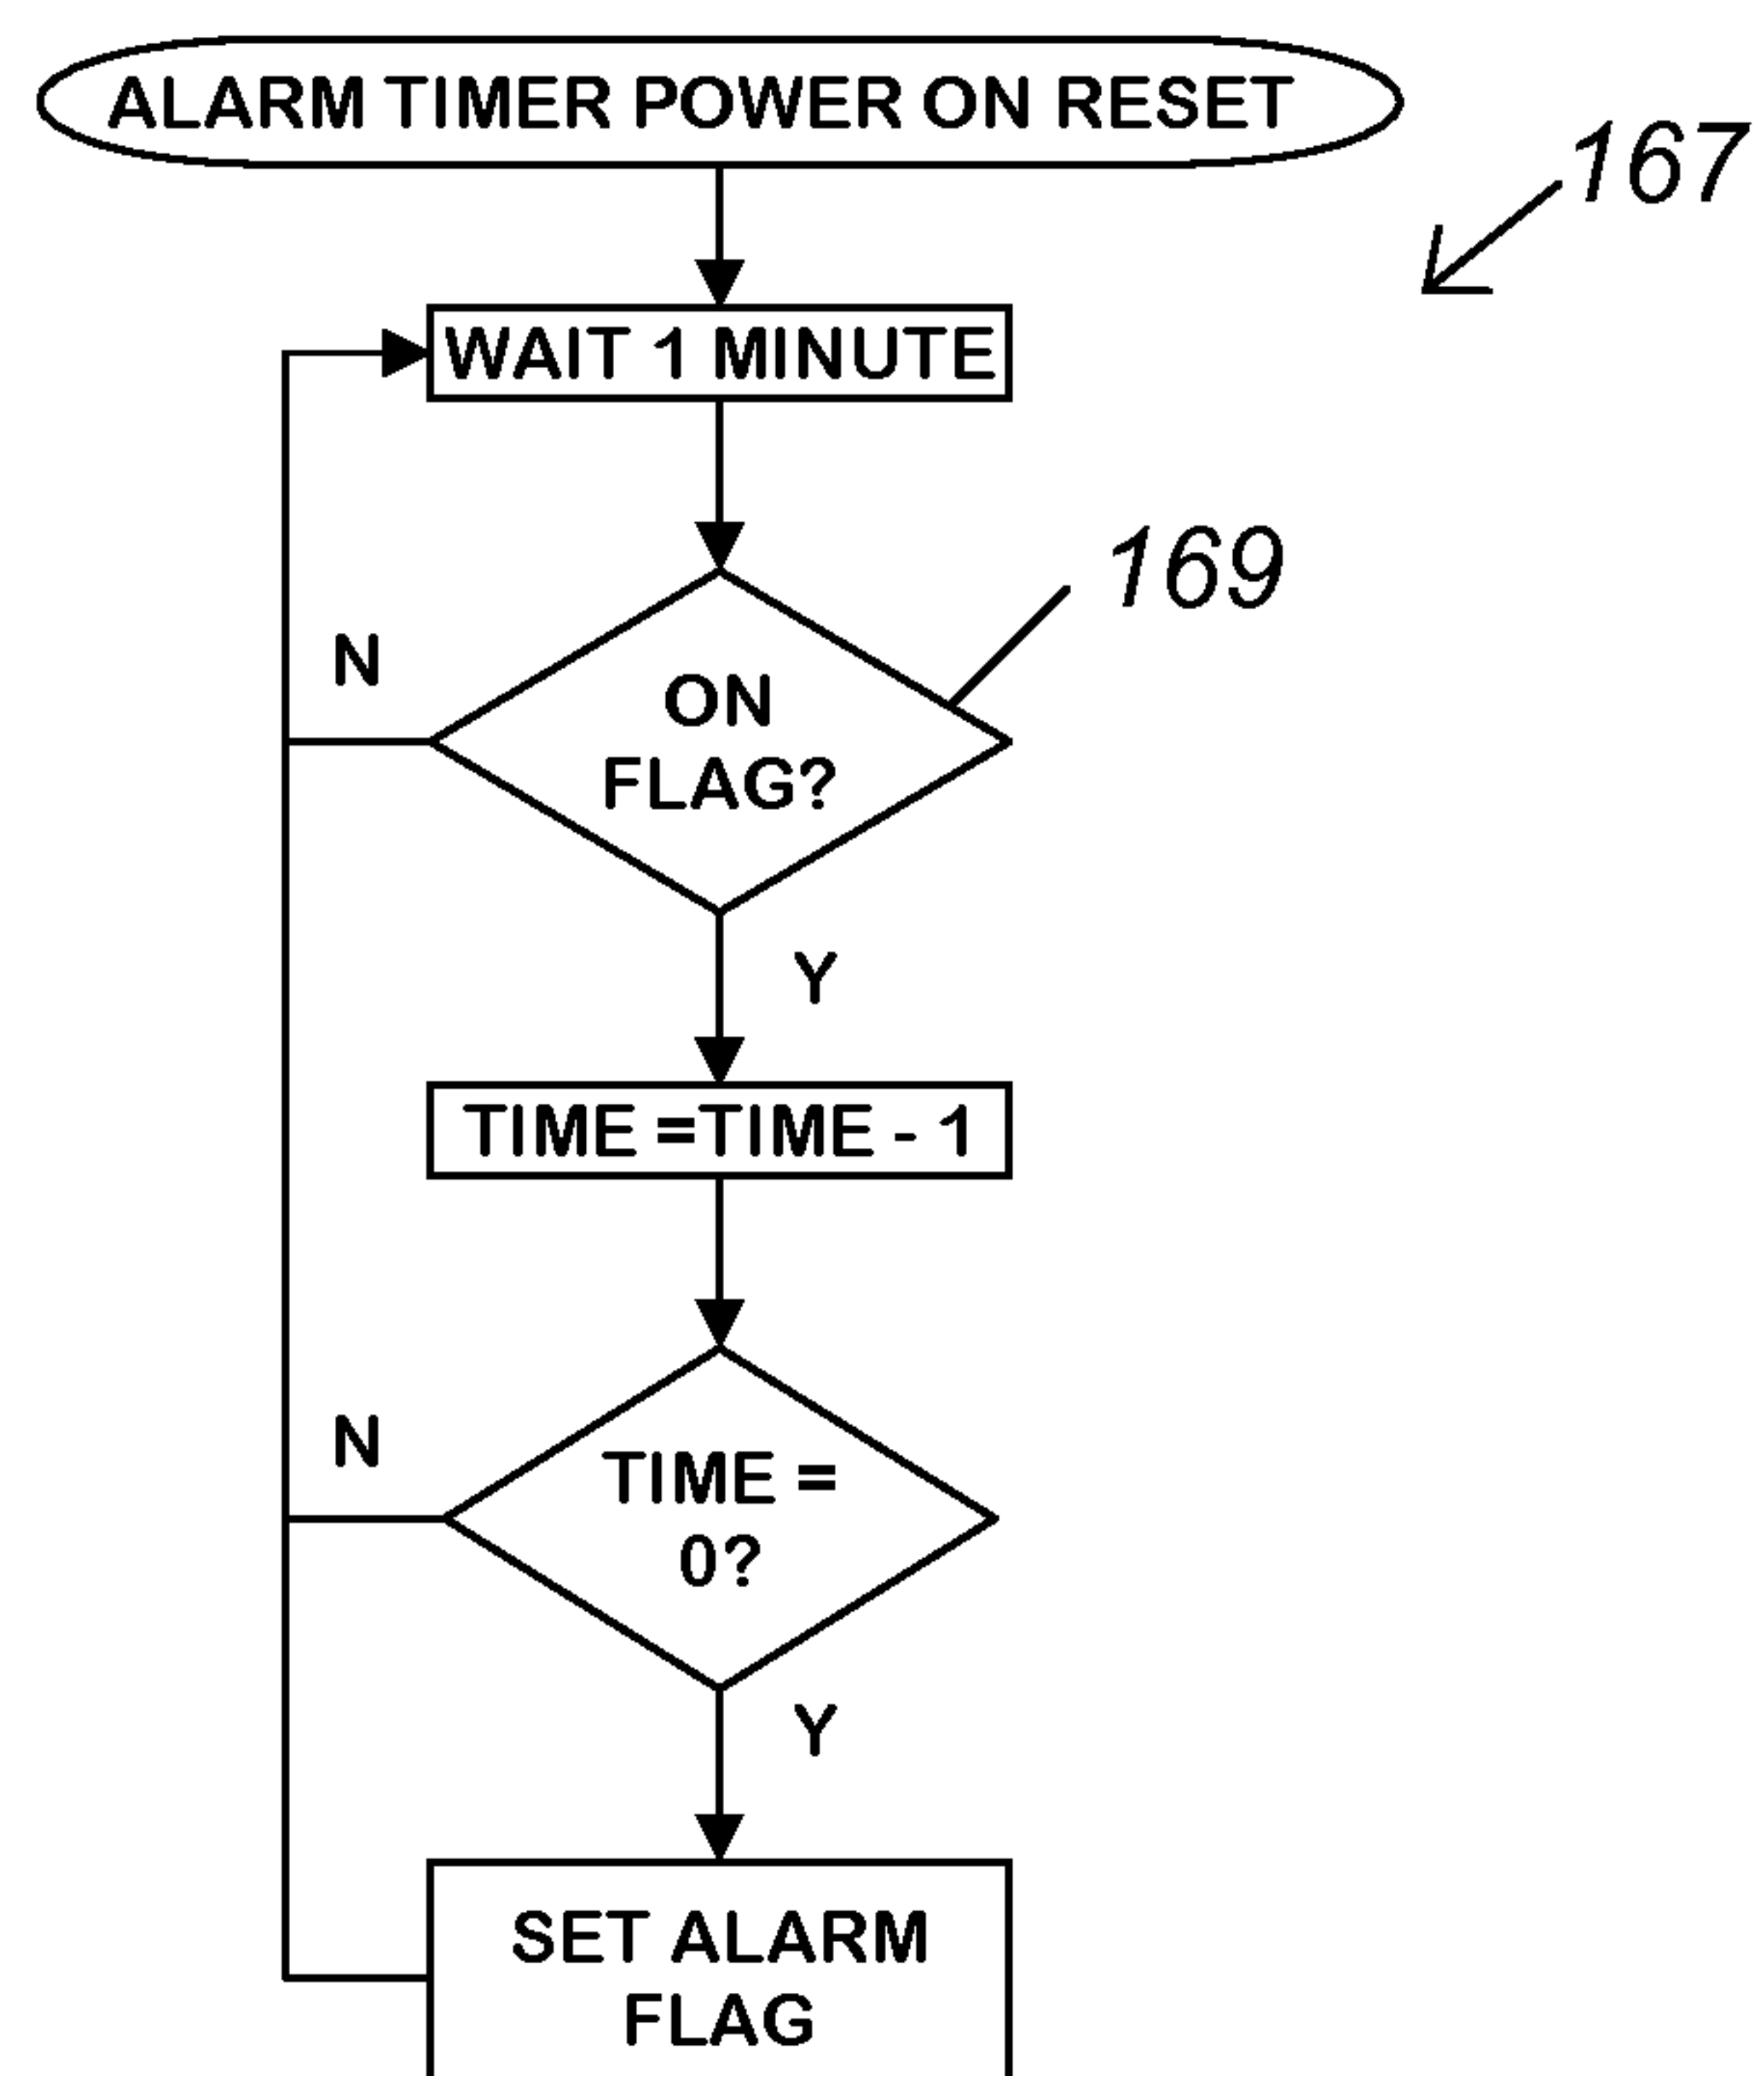 ALARM TIMER POWER ON RESET
167
WAIT 1 MINUTE
169
N
ON
FLAG?
Y
TIME =TIME - 1
N
TIME =
0?
Y
SET ALARM
FLAG